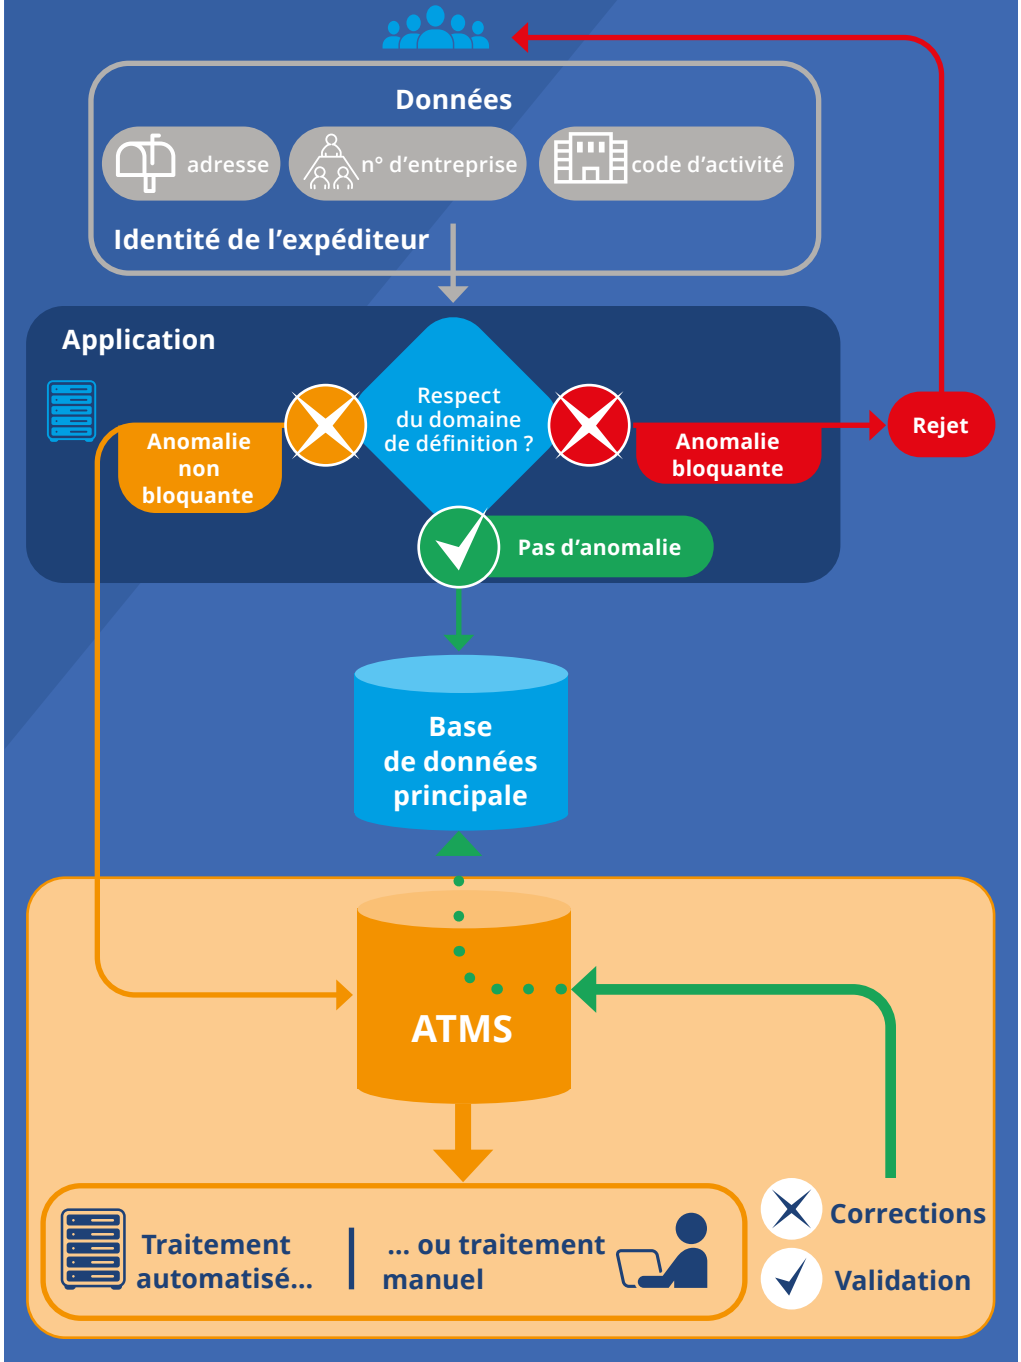 Données
adresse
n° d’entreprise
code d’activité
Identité de l’expéditeur
Application
Respect
du domaine
de définition ?
Anomalie
non
bloquante
Anomalie
bloquante
Rejet
Pas d’anomalie
Base
de données
principale
ATMS
Traitement
automatisé...
... ou traitement
manuel
Corrections
Validation